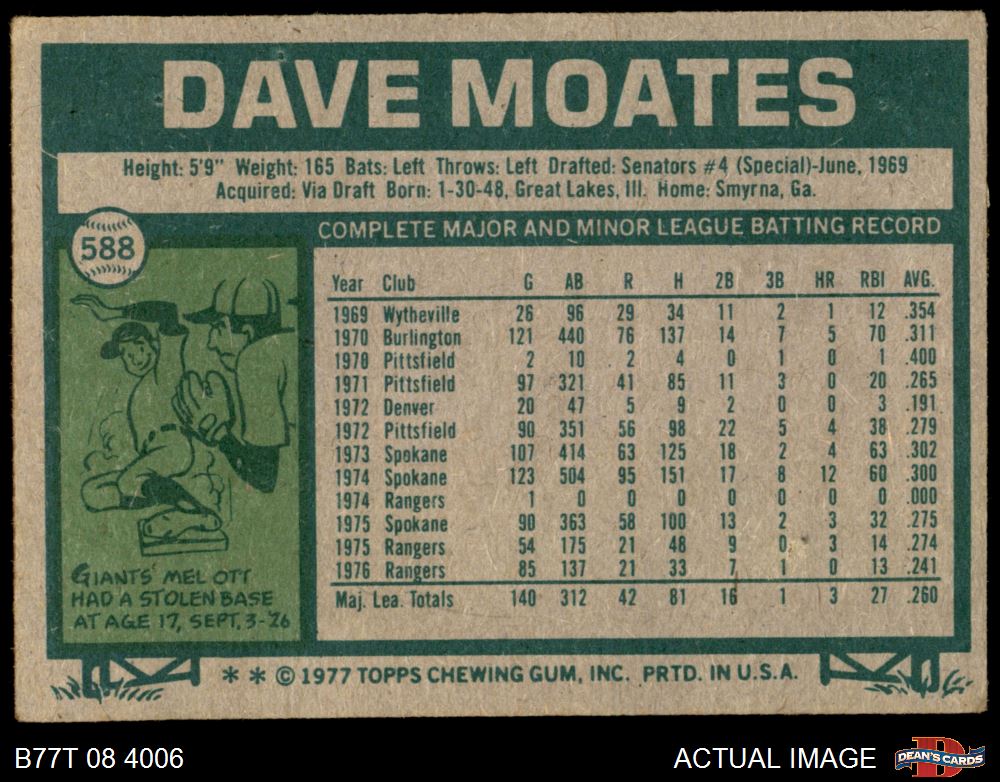 DAVE MOATES
Height: 5'9" Weight: 165 Bats: Left Throws: Left Drafted: Senators #4 (Special)-June, 1969
Acquired: Via Draft Born: 1-30-48, Great Lakes, Ill. Home: Smyrna, Ga.
588
COMPLETE MAJOR AND MINOR LEAGUE BATTING RECORD
Year Club G AB R H 2B 3B HR RBI AVG.
1969 Wytheville 26 96 29 34 11 2 1 12 .354
1970 Burlington 121 440 76 137 14 7 5 70 .311
1970 Pittsfield 2 10 2 4 0 1 0 1 .400
1971 Pittsfield 97 321 41 85 11 3 0 20 .265
1972 Denver 20 47 5 9 2 0 0 3 .191
1972 Pittsfield 90 351 56 98 22 5 4 38 .279
1973 Spokane 107 414 63 125 18 2 4 63 .302
1974 Spokane 123 504 95 151 17 8 12 60 .300
1974 Rangers 1 0 0 0 0 0 0 0 .000
1975 Spokane 90 363 58 100 13 2 3 32 .275
1975 Rangers 54 175 21 48 9 0 3 14 .274
1976 Rangers 85 137 21 33 7 1 0 13 .241
Maj. Lea. Totals 140 312 42 81 16 1 3 27 .260
GIANTS' MEL OTT
HAD A STOLEN BASE
AT AGE 17, SEPT. 3-'26
* * © 1977 TOPPS CHEWING GUM, INC. PRTD. IN U.S.A.
B77T 08 4006
ACTUAL IMAGE
D
DEAN'S CARDS